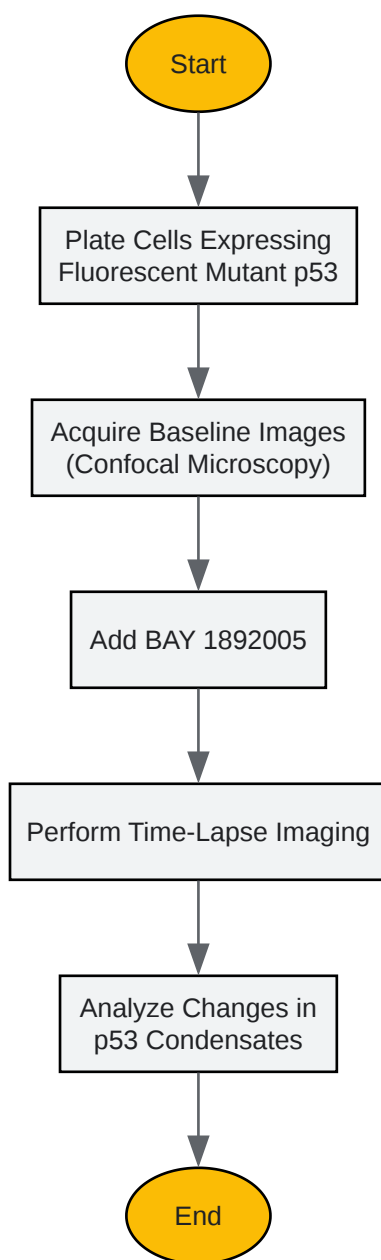 Start
Plate Cells Expressing
Fluorescent Mutant p53
Acquire Baseline Images
(Confocal Microscopy)
Add BAY 1892005
Perform Time-Lapse Imaging
Analyze Changes in
p53 Condensates
End